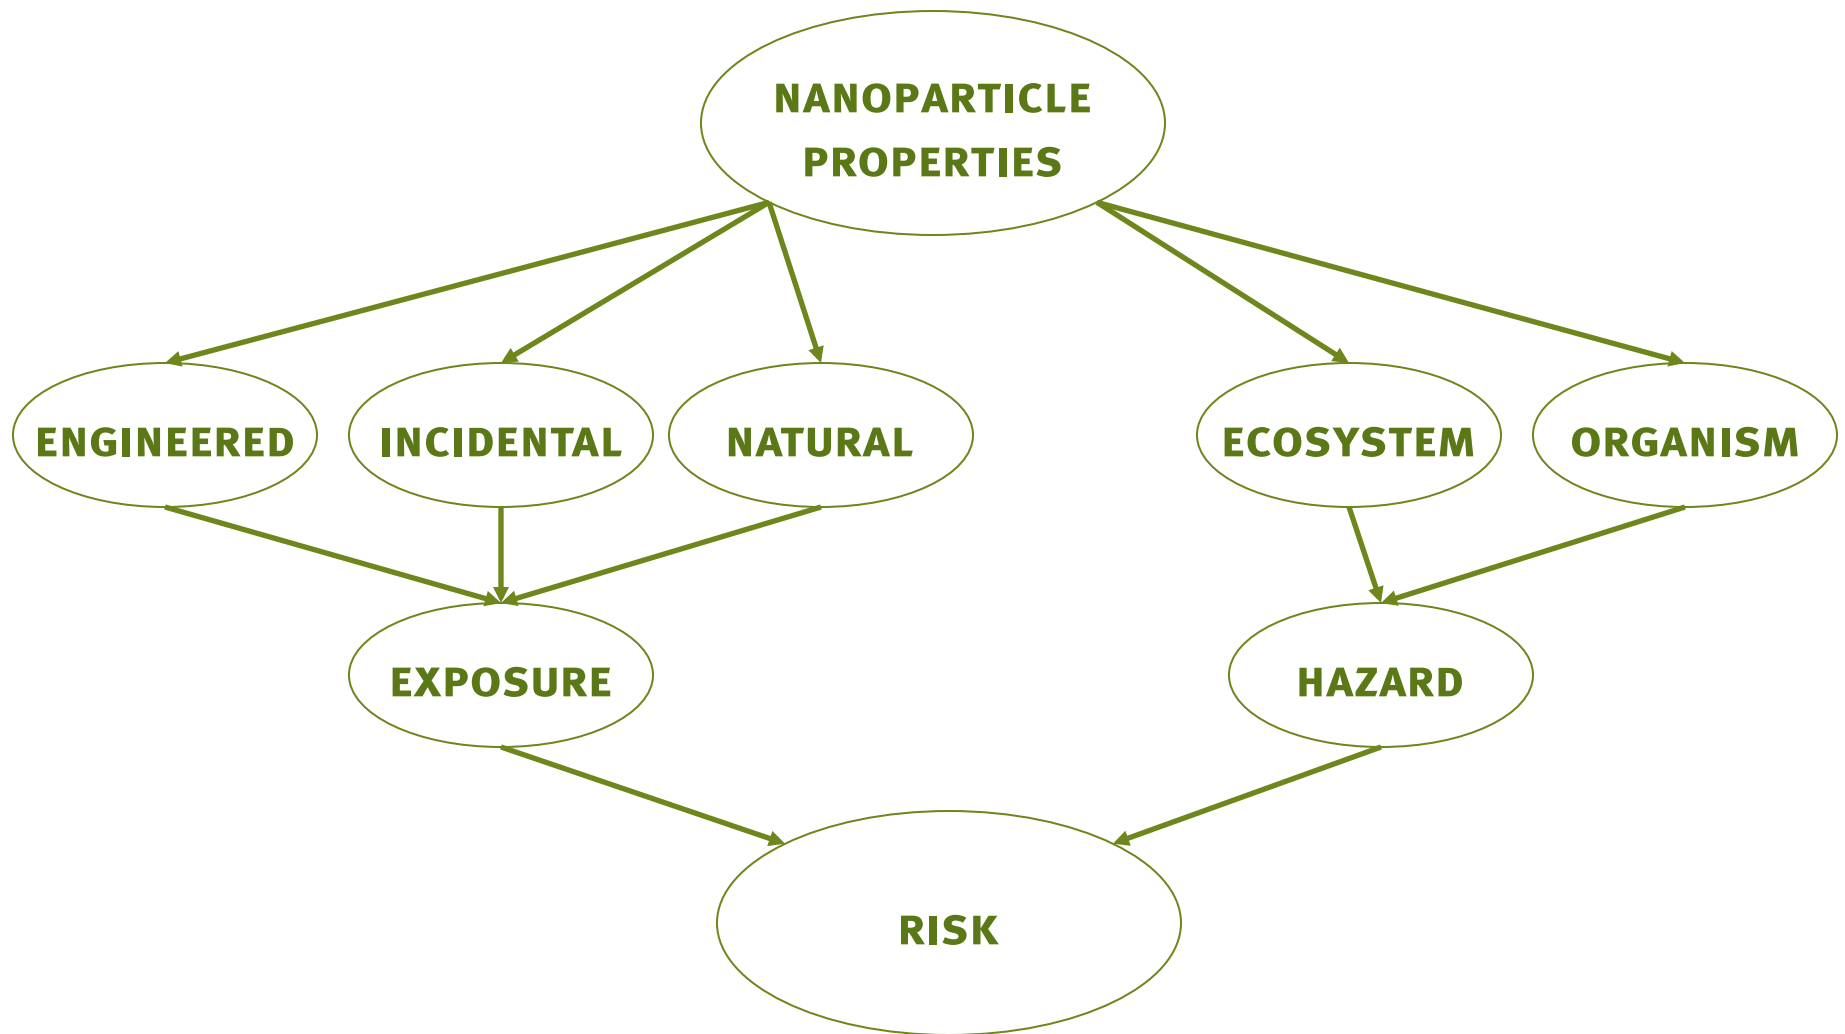 NANOPARTICLE
PROPERTIES
ENGINEERED
INCIDENTAL
NATURAL
ECOSYSTEM
ORGANISM
EXPOSURE
HAZARD
RISK